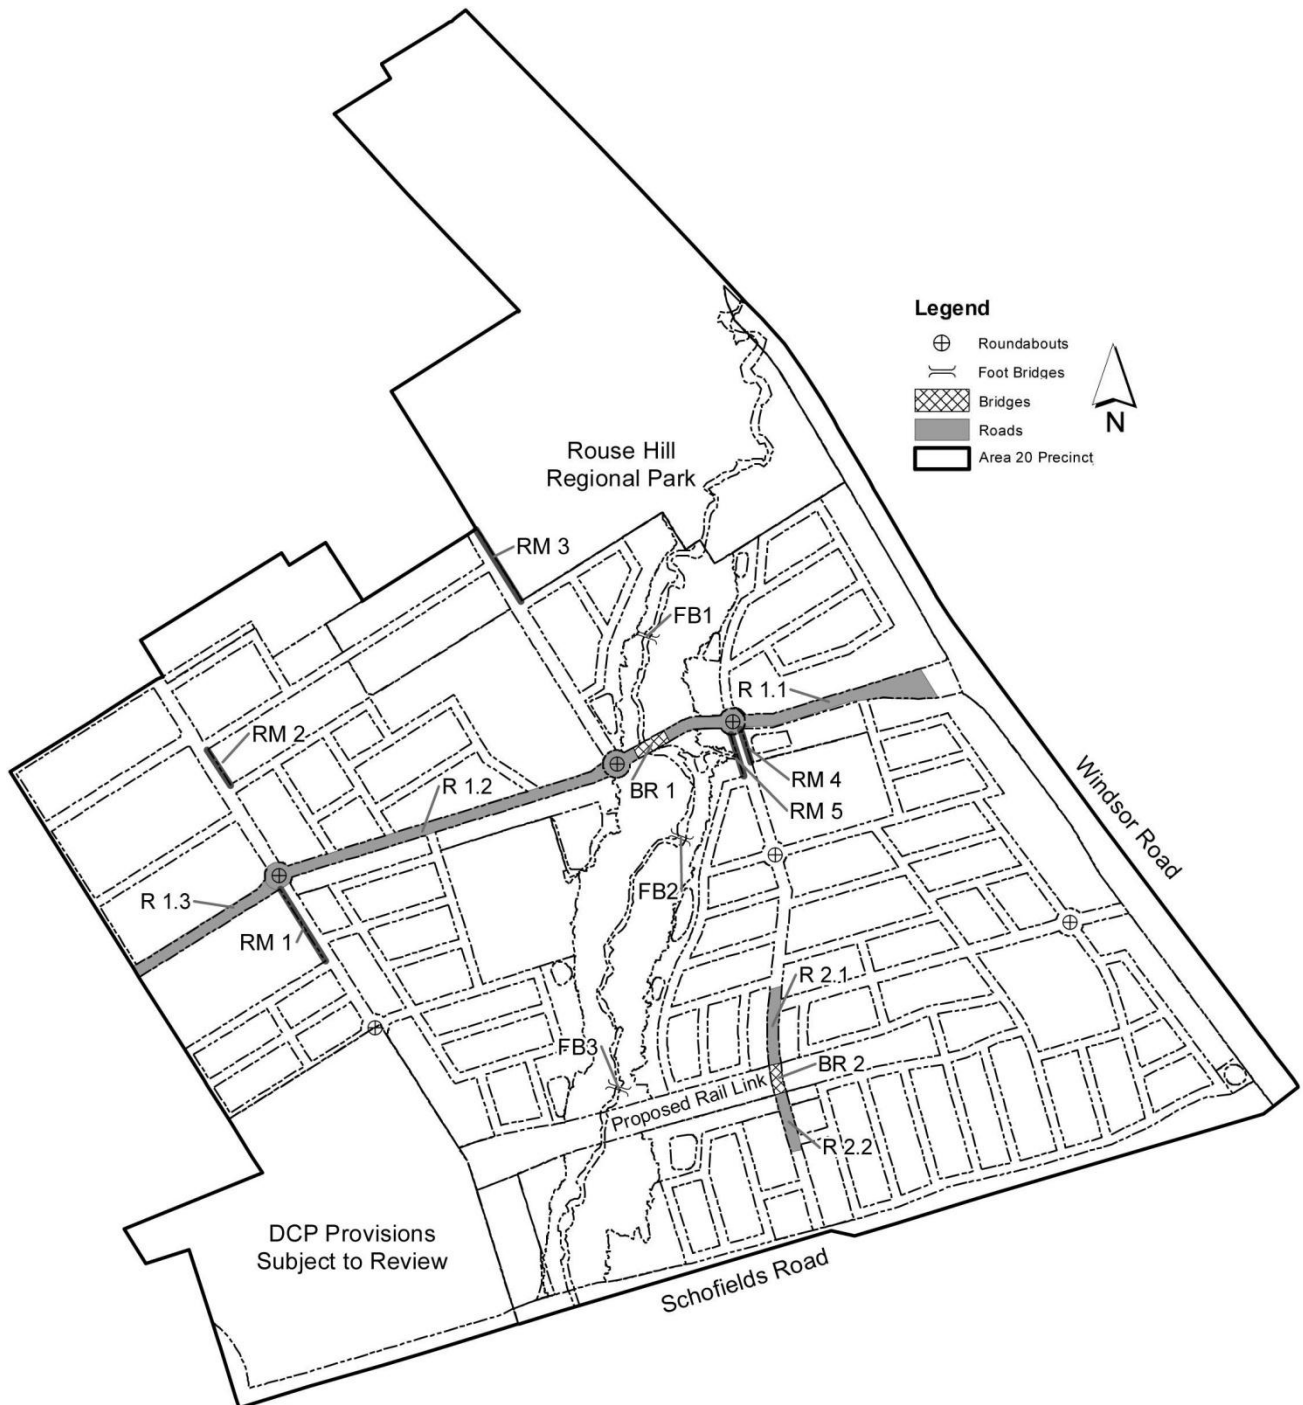 Legend
Roundabouts
Foot Bridges
Bridges
Roads
Area 20 Precinct
N
Rouse Hill
Regional Park
RM 3
FB1
R 1.1
RM 2
R 1.2
BR 1
RM 4
RM 5
Windsor Road
FB2
R 1.3
RM 1
R 2.1
FB3
BR 2
Proposed Rail Link
R 2.2
DCP Provisions
Subject to Review
Schofields Road